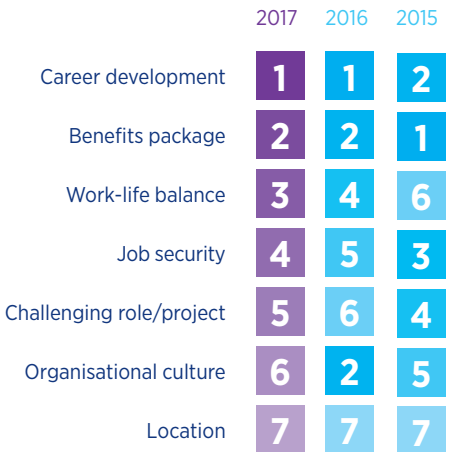 2017 2016 2015
Career development 1 1 2
Benefits package 2 2 1
Work-life balance 3 4 6
Job security 4 5 3
Challenging role/project 5 6 4
Organisational culture 6 2 5
Location 7 7 7